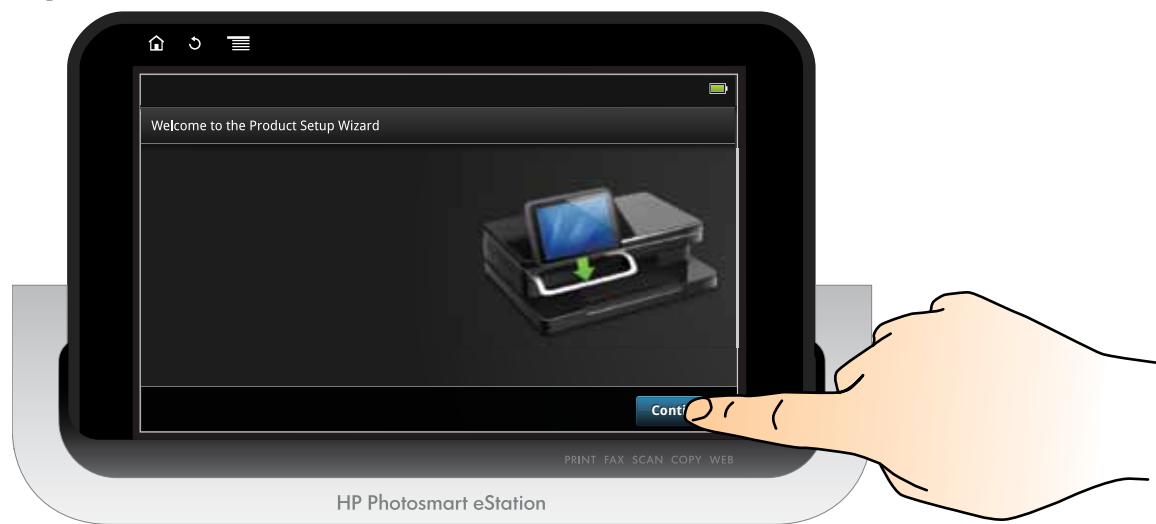 Welcome to the Product Setup Wizard
PRINT FAX SCAN COPY WEB
HP Photosmart eStation